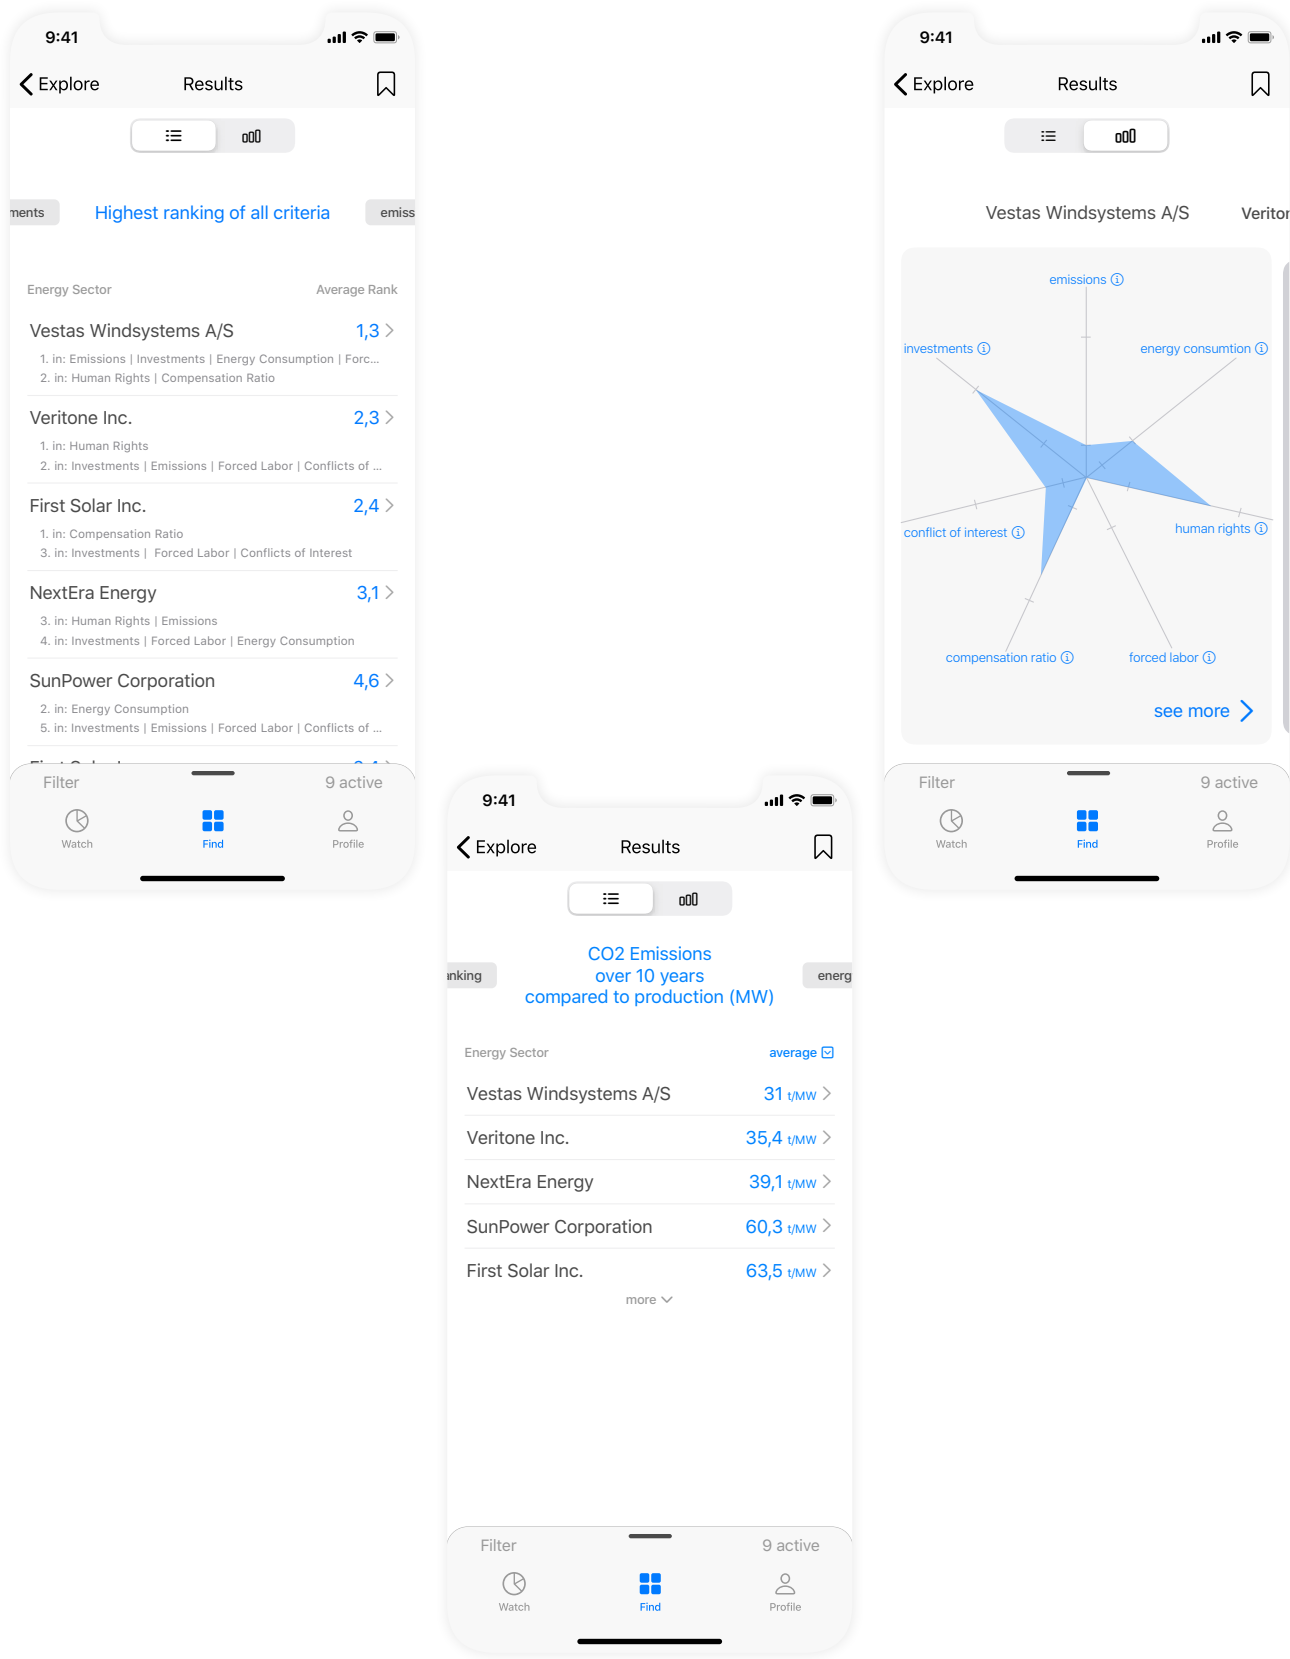 9:41
Explore
Results
ments
Highest ranking of all criteria
emiss
Energy Sector
Average Rank
Vestas Windsystems A/S
1,3
1. in: Emissions | Investments | Energy Consumption | Forc...
2. in: Human Rights | Compensation Ratio
Veritone Inc.
2,3
1. in: Human Rights
2. in: Investments | Emissions | Forced Labor | Conflicts of ...
First Solar Inc.
2,4
1. in: Compensation Ratio
3. in: Investments | Forced Labor | Conflicts of Interest
NextEra Energy
3,1
3. in: Human Rights | Emissions
4. in: Investments | Forced Labor | Energy Consumption
SunPower Corporation
4,6
2. in: Energy Consumption
5. in: Investments | Emissions | Forced Labor | Conflicts of ...
Filter
9 active
Watch
Find
Profile
9:41
Explore
Results
Vestas Windsystems A/S
Veriton
emissions
investments
energy consumtion
conflict of interest
human rights
compensation ratio
forced labor
see more
Filter
9 active
Watch
Find
Profile
9:41
Explore
Results
anking
CO2 Emissions
over 10 years
compared to production (MW)
energ
Energy Sector
average
Vestas Windsystems A/S
31 t/MW
Veritone Inc.
35,4 t/MW
NextEra Energy
39,1 t/MW
SunPower Corporation
60,3 t/MW
First Solar Inc.
63,5 t/MW
more
Filter
9 active
Watch
Find
Profile